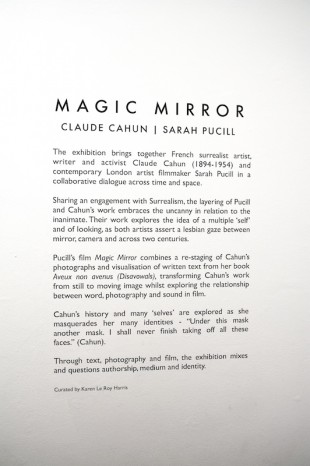 MAGIC MIRROR
CLAUDE CAHUN | SARAH PUCILL
The exhibition brings together French surrealist artist,
writer and activist Claude Cahun (1894-1954) and
contemporary London artist filmmaker Sarah Pucill in a
collaborative dialogue across time and space.
Sharing an engagement with Surrealism, the layering of Pucill
and Cahun's work embraces the uncanny in relation to the
inanimate. Their work explores the idea of a multiple 'self'
and of looking, as both artists assert a lesbian gaze between
mirror, camera and across two centuries.
Pucill's film Magic Mirror combines a re-staging of Cahun's
photographs and visualisation of written text from her book
Aveux non avenus (Disavowals), transforming Cahun's work
from still to moving image whilst exploring the relationship
between word, photography and sound in film.
Cahun's history and many 'selves' are explored as she
masquerades her many identities - "Under this mask
another mask. I shall never finish taking off all these
faces." (Cahun).
Through text, photography and film, the exhibition mixes
and questions authorship, medium and identity.
Curated by Karen Le Roy Harris